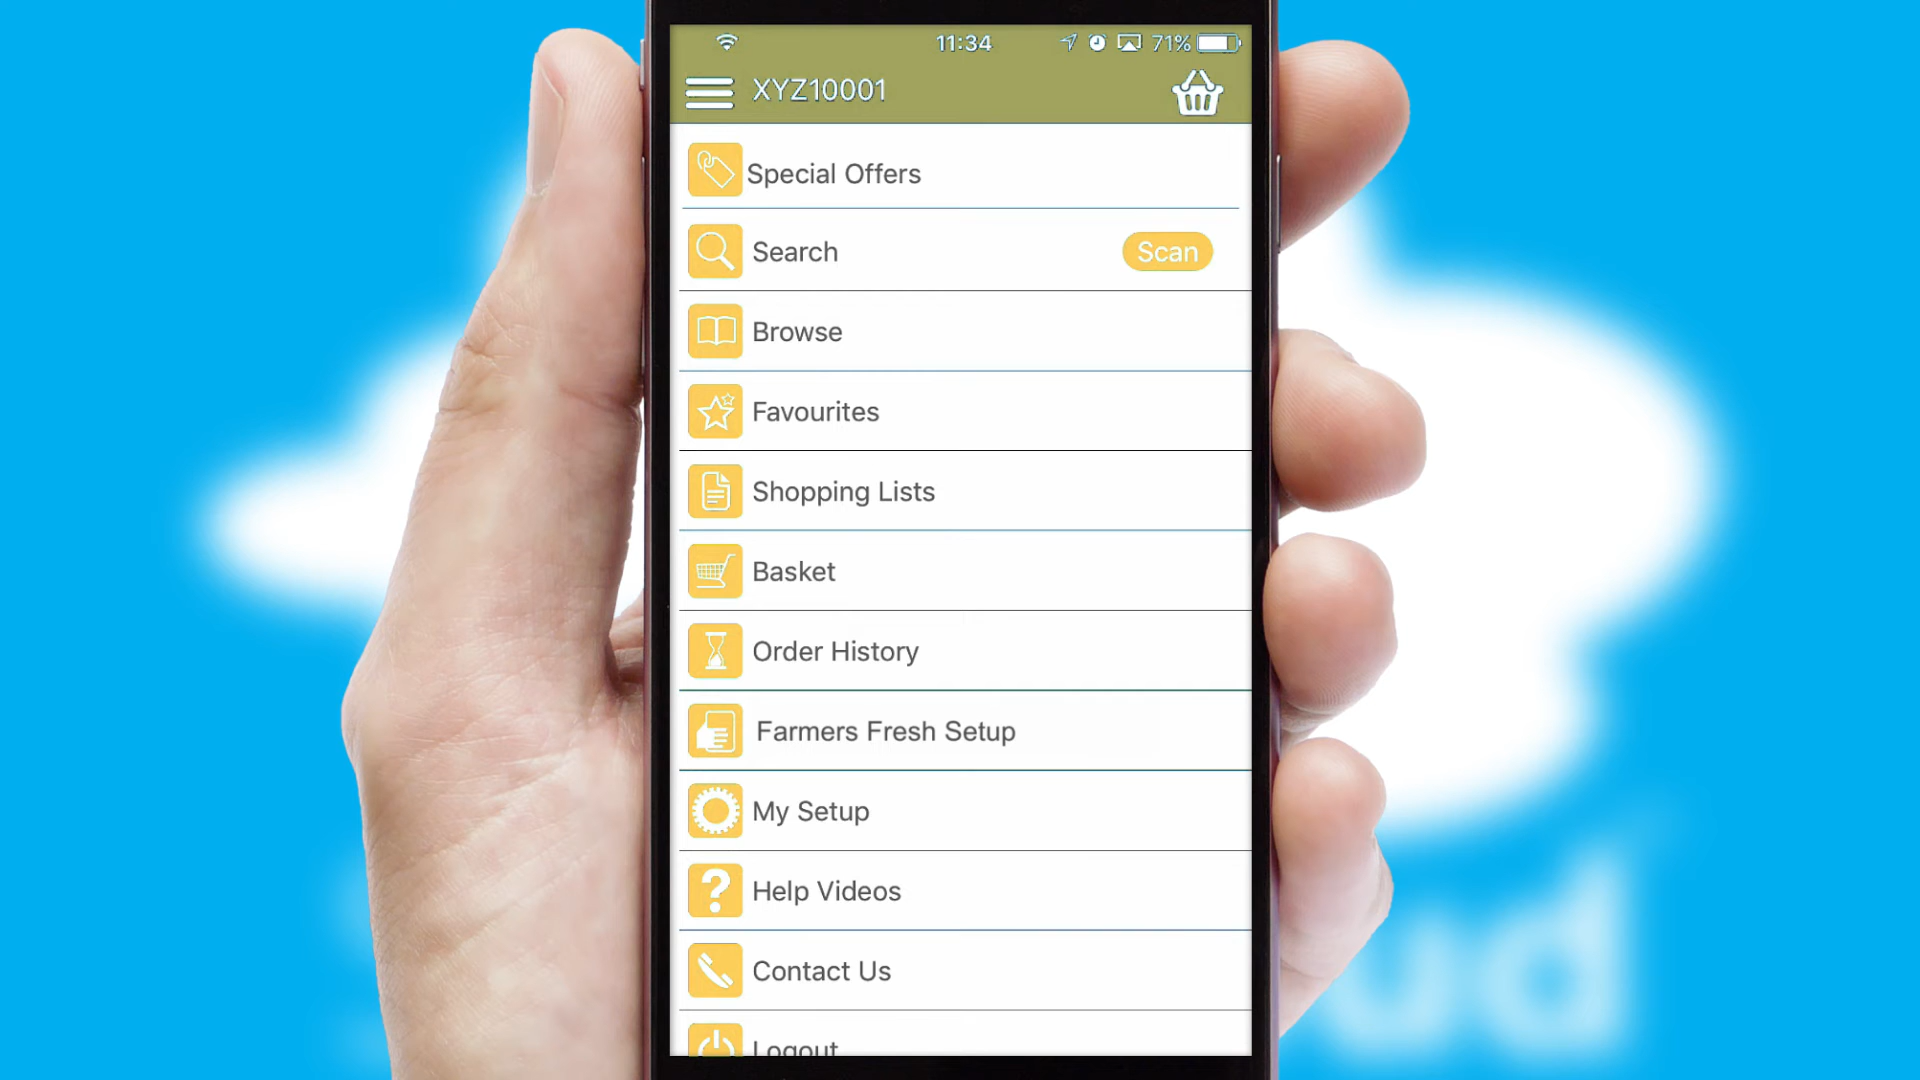 11:34 71%
XYZ10001
Special Offers
Search Scan
Browse
Favourites
Shopping Lists
Basket
Order History
Farmers Fresh Setup
My Setup
Help Videos
Contact Us
Logout
ud